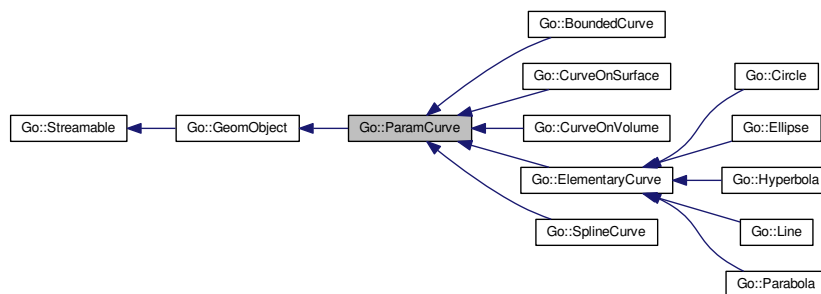 Go::Streamable
Go::GeomObject
Go::ParamCurve
Go::BoundedCurve
Go::CurveOnSurface
Go::CurveOnVolume
Go::ElementaryCurve
Go::SplineCurve
Go::Circle
Go::Ellipse
Go::Hyperbola
Go::Line
Go::Parabola